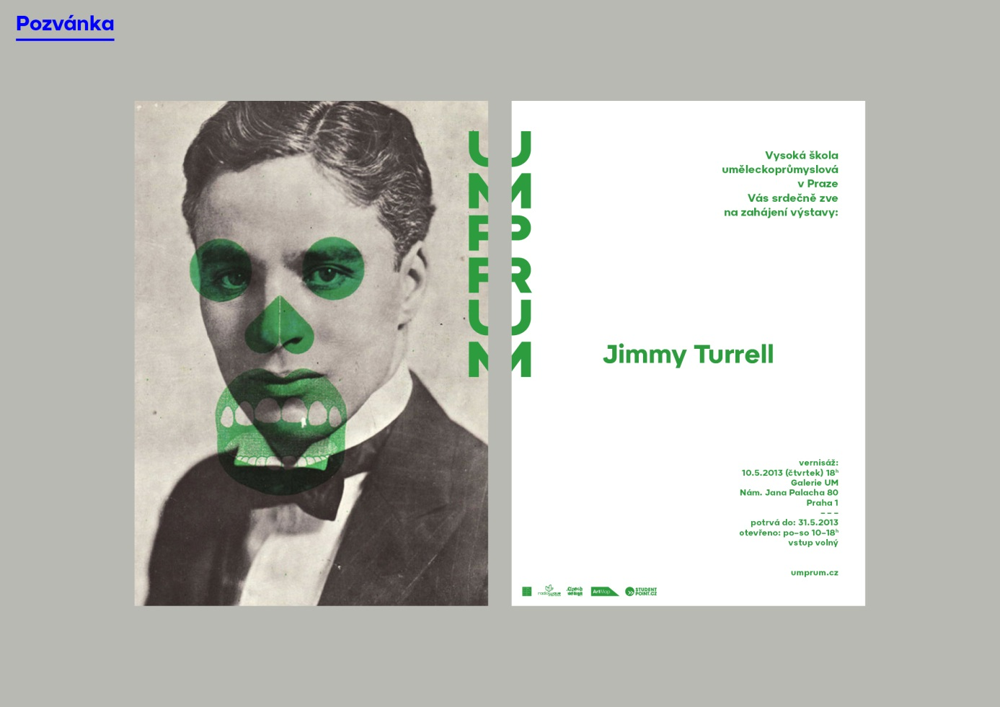 Pozvánka
UMPRUM
Vysoká škola
uměleckoprůmyslová
v Praze
Vás srdečně zve
na zahájení výstavy:
Jimmy Turrell
vernisáž:
10.5.2013 (čtvrtek) 18ʰ
Galerie UM
Nám. Jana Palacha 80
Praha 1
– – –
potrvá do: 31.5.2013
otevřeno: po–so 10–18ʰ
vstup volný
umprum.cz
radiowave
Czech
design
ArtMap
STUDENT
POINT.CZ